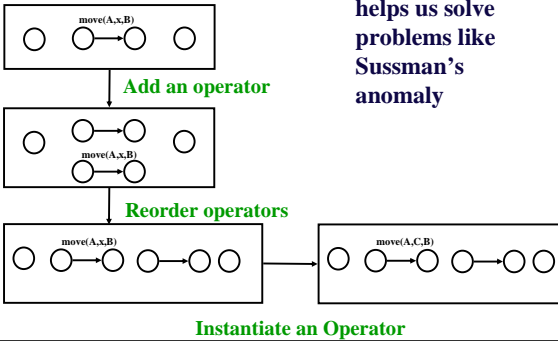 helps us solve
problems like
Sussman's
anomaly
move(A,x,B)
Add an operator
move(A,x,B)
Reorder operators
move(A,x,B)
move(A,C,B)
Instantiate an Operator